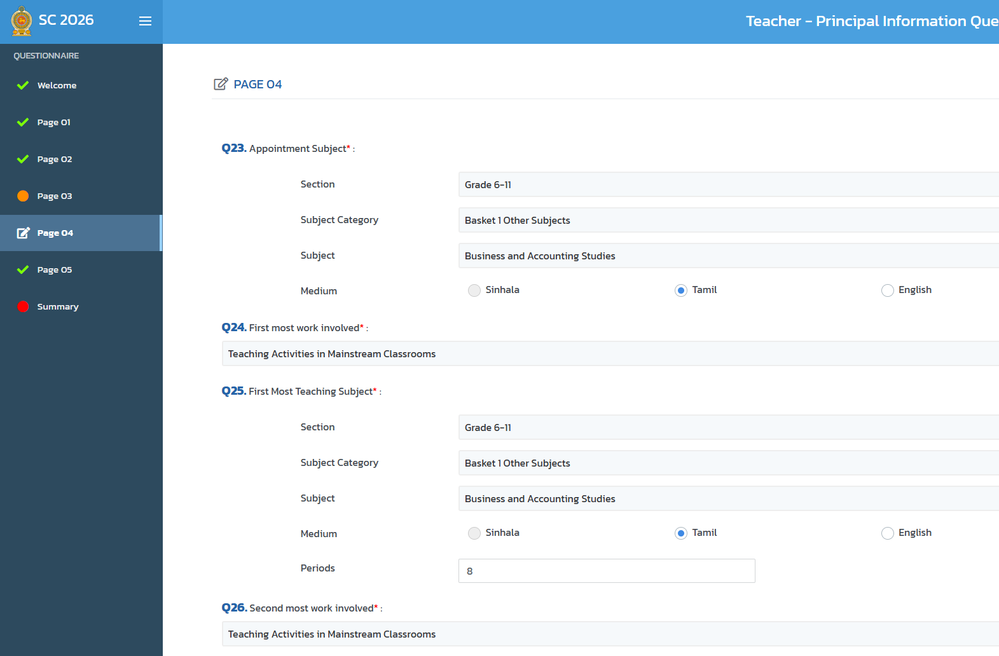 SC 2026
Teacher - Principal Information Que
QUESTIONNAIRE
Welcome
Page 01
Page 02
Page 03
Page 04
Page 05
Summary
PAGE 04
Q23. Appointment Subject* :
Section
Grade 6-11
Subject Category
Basket 1 Other Subjects
Subject
Business and Accounting Studies
Medium
Sinhala
Tamil
English
Q24. First most work involved* :
Teaching Activities in Mainstream Classrooms
Q25. First Most Teaching Subject* :
Section
Grade 6-11
Subject Category
Basket 1 Other Subjects
Subject
Business and Accounting Studies
Medium
Sinhala
Tamil
English
Periods
8
Q26. Second most work involved* :
Teaching Activities in Mainstream Classrooms